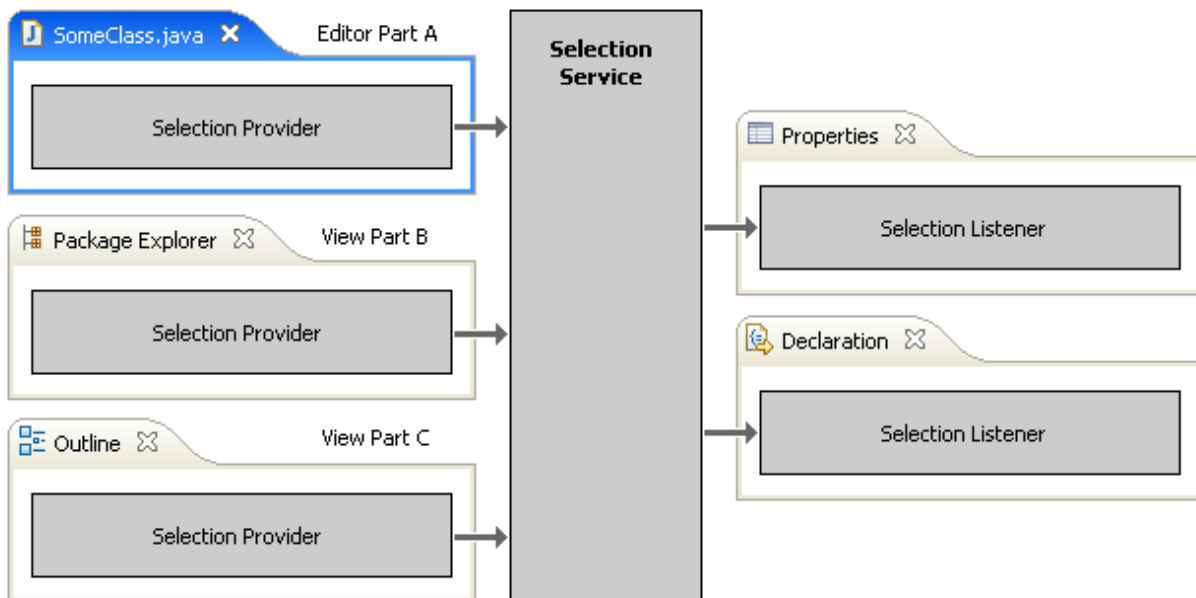 SomeClass.java
Editor Part A
Selection Provider
Package Explorer
View Part B
Selection Provider
Outline
View Part C
Selection Provider
Selection
Service
Properties
Selection Listener
Declaration
Selection Listener